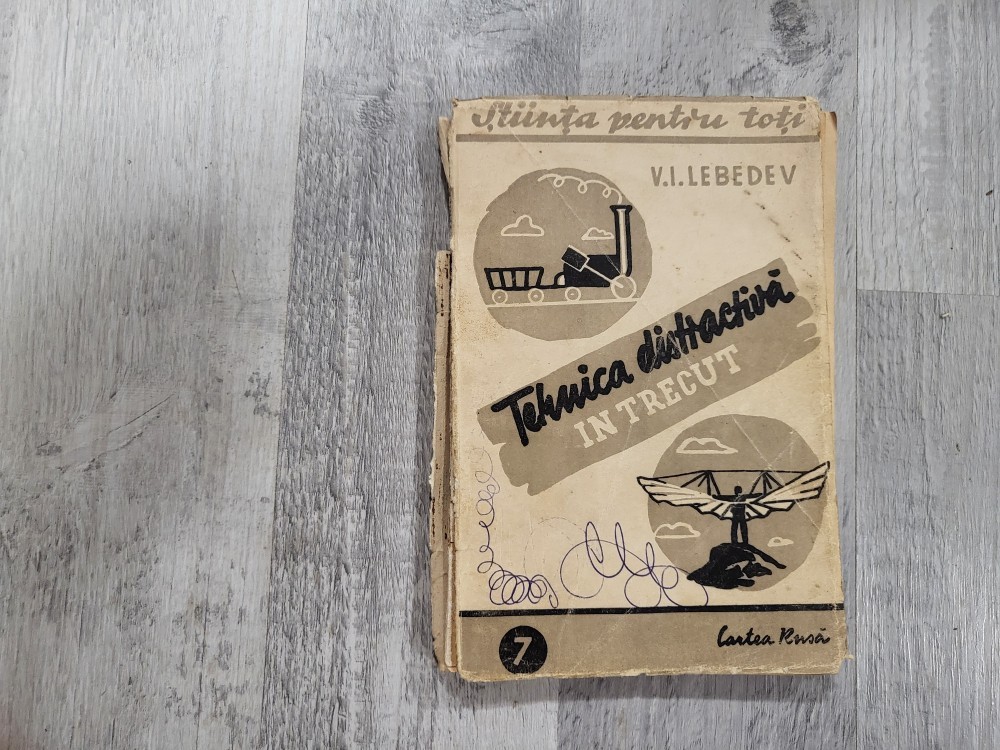 Știința pentru toți
V.I. LEBEDEV
Tehnica distractivă
IN TRECUT
7
Cartea Rusă